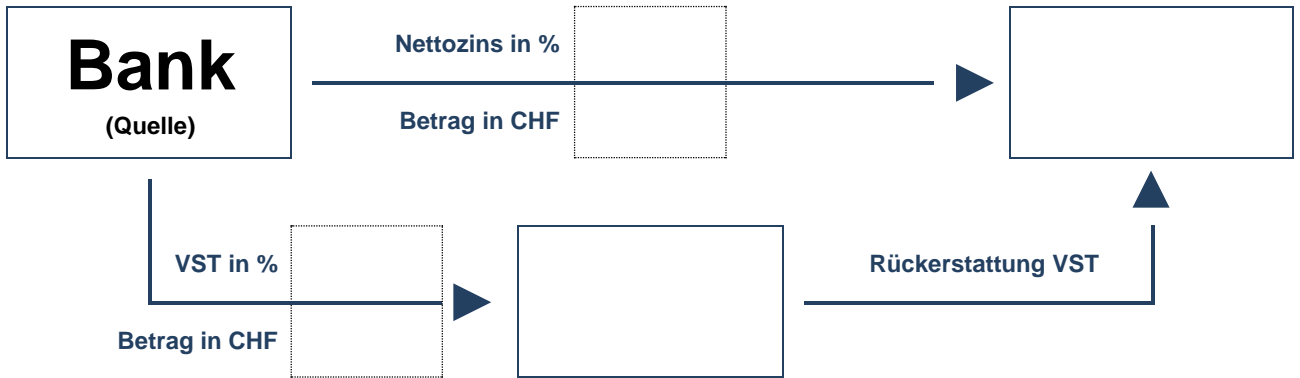 Bank
(Quelle)
Nettozins in %
Betrag in CHF
VST in %
Betrag in CHF
Rückerstattung VST